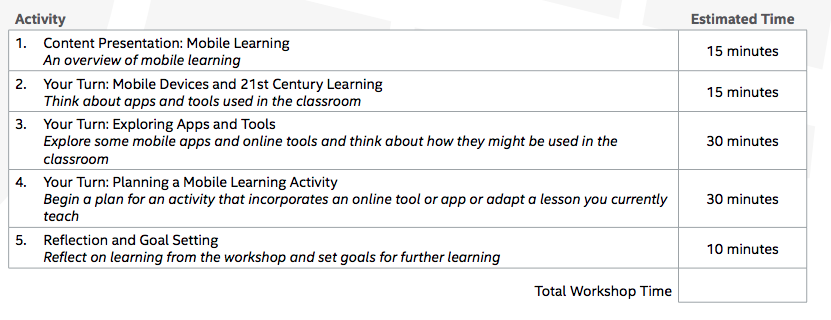 Activity Estimated Time
1. Content Presentation: Mobile Learning
An overview of mobile learning
15 minutes
2. Your Turn: Mobile Devices and 21st Century Learning
Think about apps and tools used in the classroom
15 minutes
3. Your Turn: Exploring Apps and Tools
Explore some mobile apps and online tools and think about how they might be used in the
classroom
30 minutes
4. Your Turn: Planning a Mobile Learning Activity
Begin a plan for an activity that incorporates an online tool or app or adapt a lesson you currently
teach
30 minutes
5. Reflection and Goal Setting
Reflect on learning from the workshop and set goals for further learning
10 minutes
Total Workshop Time